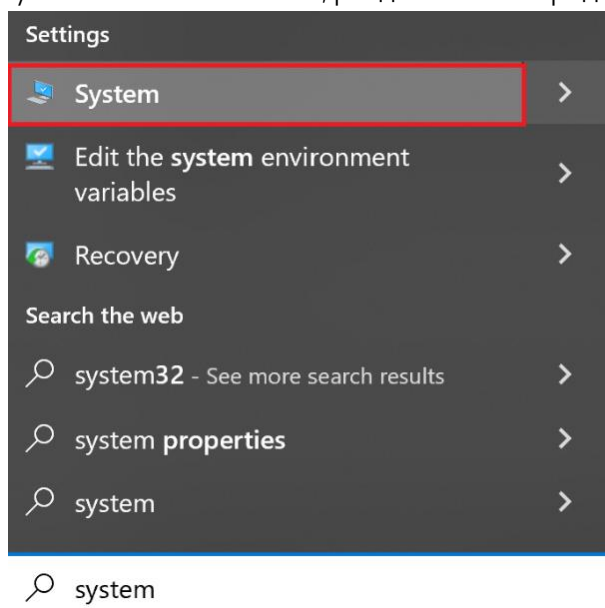 Settings
System
Edit the system environment
variables
Recovery
Search the web
system32 - See more search results
system properties
system
system